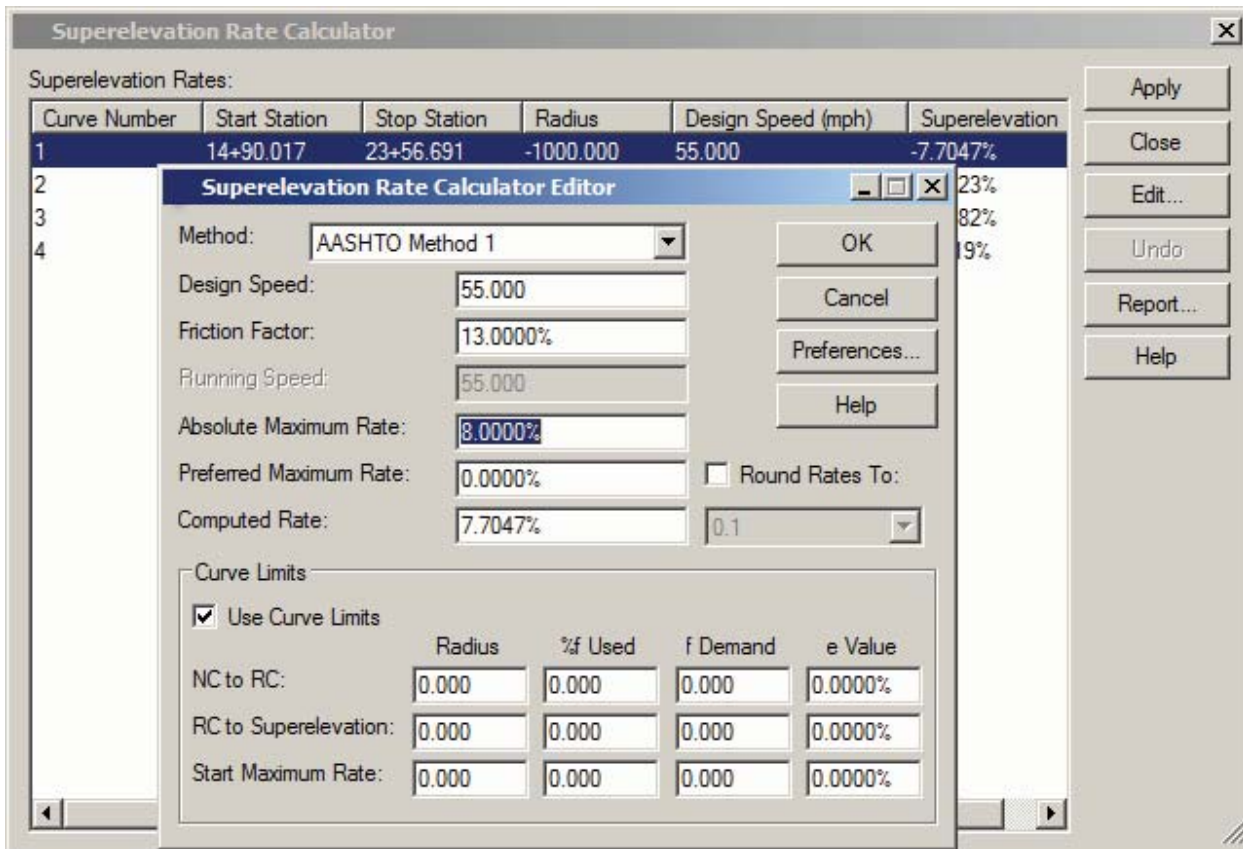 Superelevation Rate Calculator
Superelevation Rates:
Curve Number Start Station Stop Station Radius Design Speed (mph) Superelevation
1 14+90.017 23+56.691 -1000.000 55.000 -7.7047%
2 23%
3 82%
4 19%
Apply
Close
Edit...
Undo
Report...
Help
Superelevation Rate Calculator Editor
Method: AASHTO Method 1
Design Speed: 55.000
Friction Factor: 13.0000%
Running Speed: 55.000
Absolute Maximum Rate: 8.0000%
Preferred Maximum Rate: 0.0000%
Computed Rate: 7.7047%
OK
Cancel
Preferences...
Help
Round Rates To:
0.1
Curve Limits
Use Curve Limits
Radius %f Used f Demand e Value
NC to RC: 0.000 0.000 0.000 0.0000%
RC to Superelevation: 0.000 0.000 0.000 0.0000%
Start Maximum Rate: 0.000 0.000 0.000 0.0000%